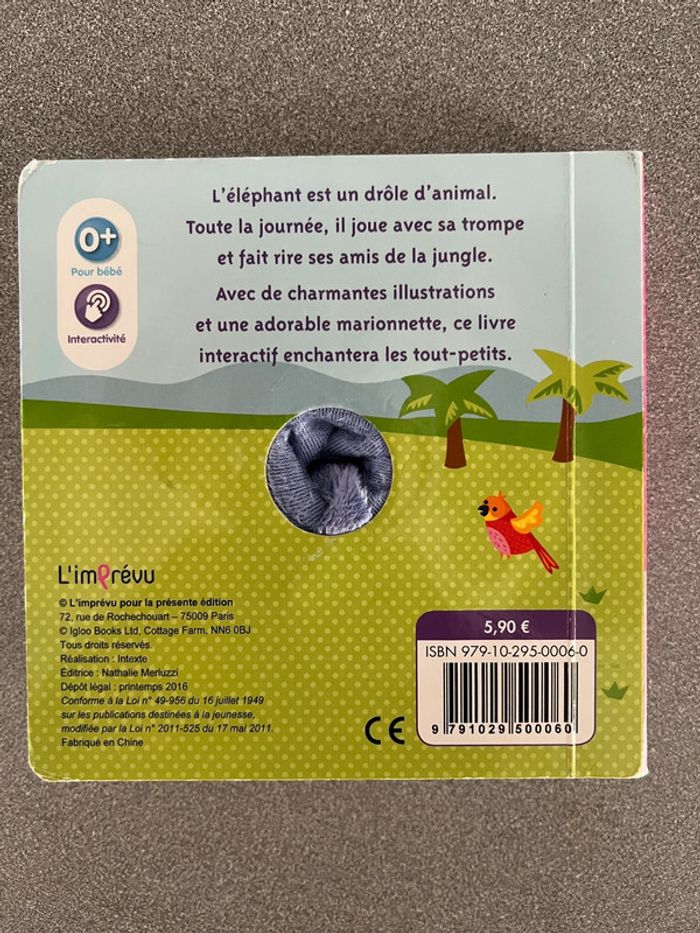 L'éléphant est un drôle d'animal.
Toute la journée, il joue avec sa trompe
et fait rire ses amis de la jungle.
Avec de charmantes illustrations
et une adorable marionnette, ce livre
interactif enchantera les tout-petits.
0+
Pour bébé
Interactivité
L'imprévu
© L'imprévu pour la présente édition
72, rue de Rochechouart – 75009 Paris
© Igloo Books Ltd, Cottage Farm, NN6 0BJ
Tous droits réservés.
Réalisation : Intexte
Éditrice : Nathalie Merluzzi
Dépôt légal : printemps 2016
Conforme à la Loi n° 49-956 du 16 juillet 1949
sur les publications destinées à la jeunesse,
modifiée par la Loi n° 2011-525 du 17 mai 2011.
Fabriqué en Chine
CE
5,90 €
ISBN 979-10-295-0006-0
9 791029 500060